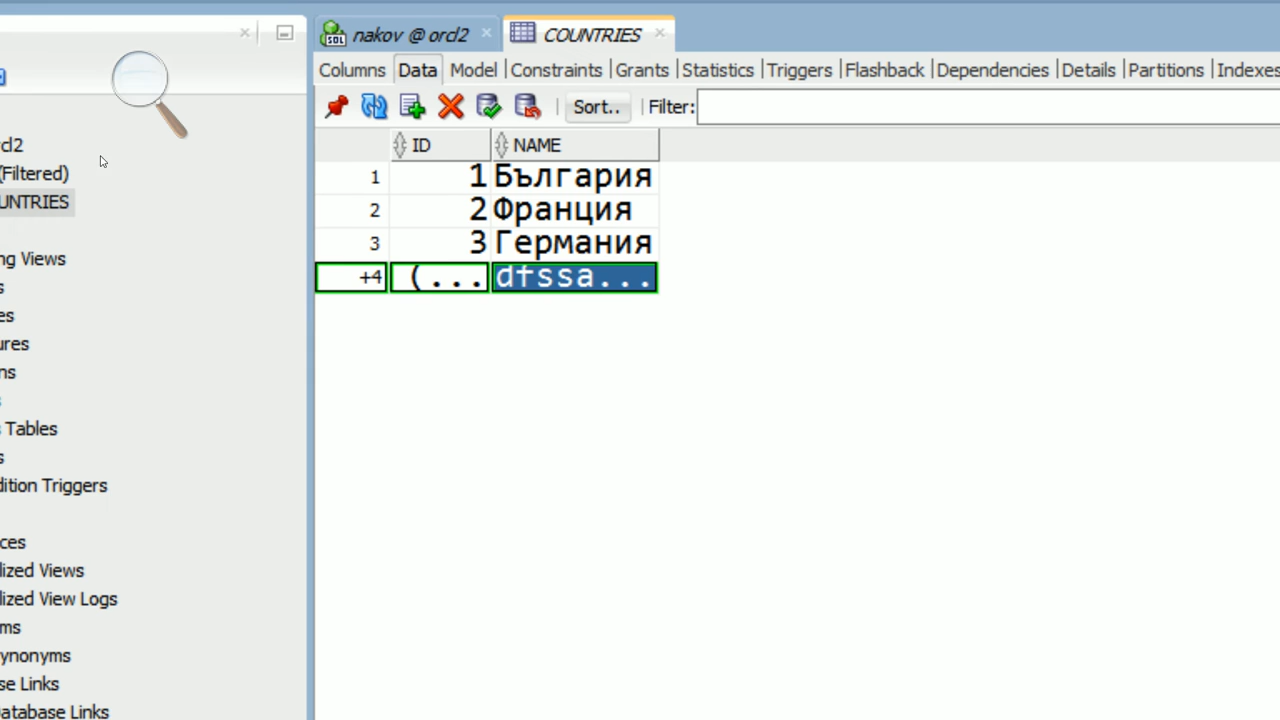 nakov @ orcl2 COUNTRIES
Columns Data Model Constraints Grants Statistics Triggers Flashback Dependencies Details Partitions Indexes
Sort.. Filter:
ID NAME
1 1 България
2 2 Франция
3 3 Германия
+4 (... dfssa...
rcl2
(Filtered)
UNTRIES
ng Views
s
es
ures
ns
s
s Tables
s
dition Triggers
ces
lized Views
lized View Logs
ms
ynonyms
se Links
atabase Links